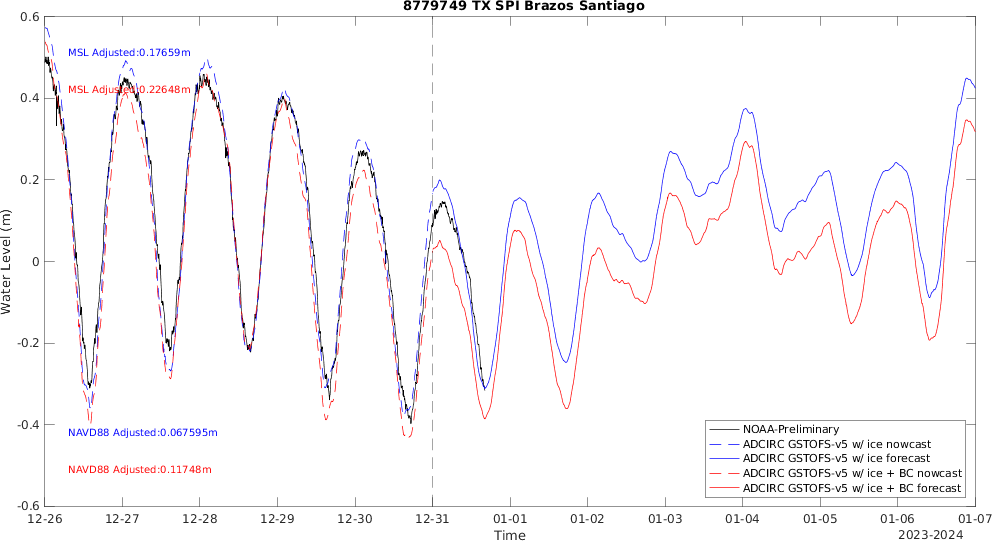 8779749 TX SPI Brazos Santiago
0.6
0.4
0.2
0
-0.2
-0.4
-0.6
Water Level (m)
MSL Adjusted:0.17659m
MSL Adjusted:0.22648m
NAVD88 Adjusted:0.067595m
NAVD88 Adjusted:0.11748m
NOAA-Preliminary
ADCIRC GSTOFS-v5 w/ ice nowcast
ADCIRC GSTOFS-v5 w/ ice forecast
ADCIRC GSTOFS-v5 w/ ice + BC nowcast
ADCIRC GSTOFS-v5 w/ ice + BC forecast
12-26 12-27 12-28 12-29 12-30 12-31 01-01 01-02 01-03 01-04 01-05 01-06 01-07
Time
2023-2024